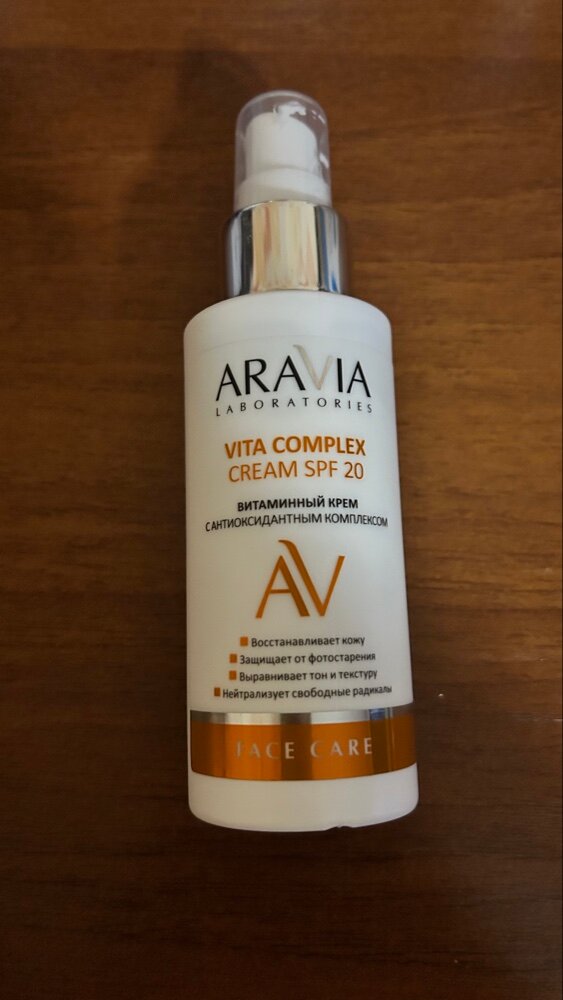 ARAVIA
LABORATORIES
VITA COMPLEX
CREAM SPF 20
ВИТАМИННЫЙ КРЕМ
С АНТИОКСИДАНТНЫМ КОМПЛЕКСОМ
AV
Восстанавливает кожу
Защищает от фотостарения
Выравнивает тон и текстуру
Нейтрализует свободные радикалы
FACE CARE